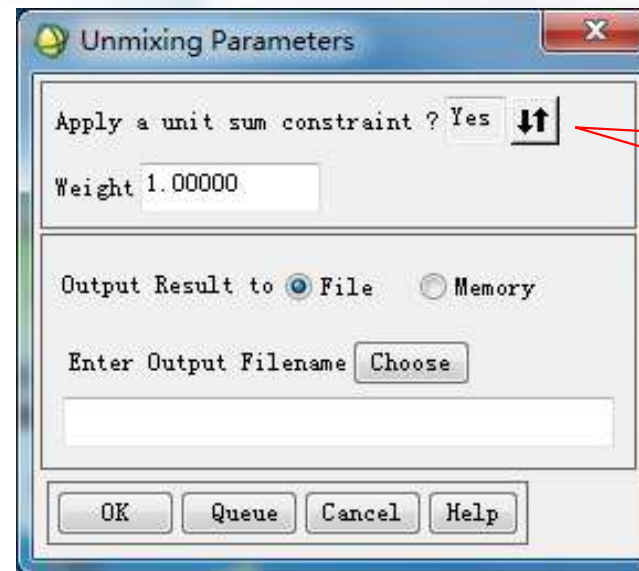 Unmixing Parameters
Apply a unit sum constraint ? Yes
Weight 1.00000
Output Result to File Memory
Enter Output Filename Choose
OK Queue Cancel Help